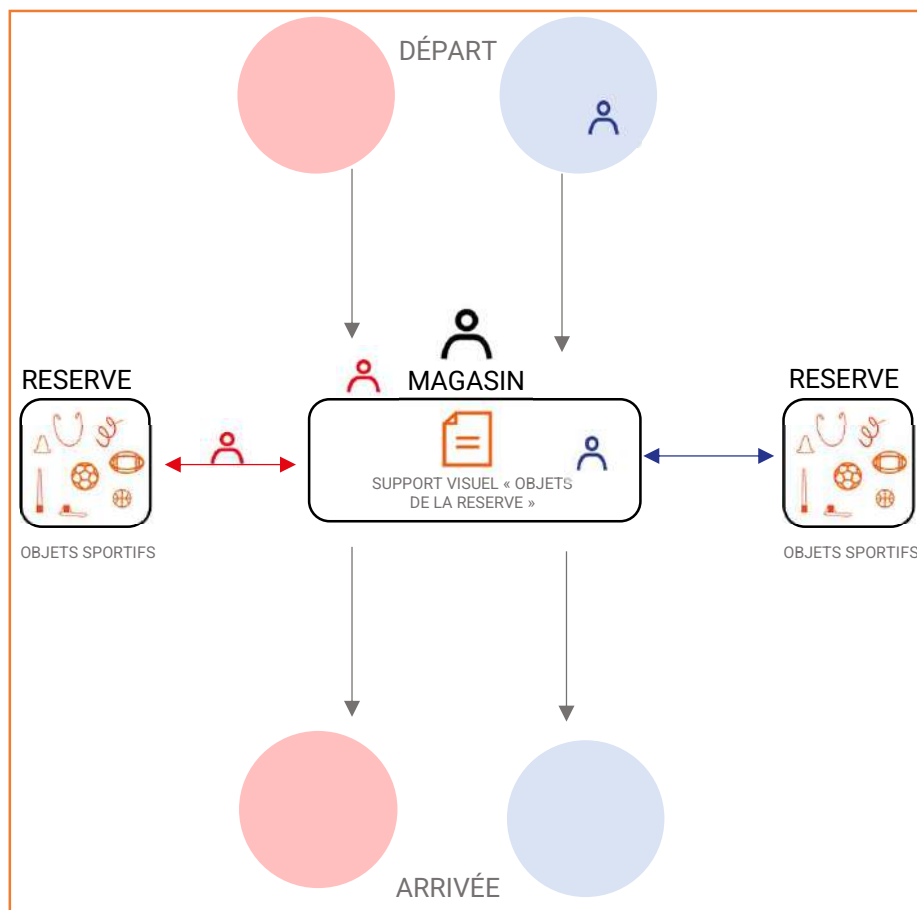 DÉPART
MAGASIN
RESERVE
RESERVE
SUPPORT VISUEL « OBJETS
DE LA RESERVE »
OBJETS SPORTIFS
OBJETS SPORTIFS
ARRIVÉE